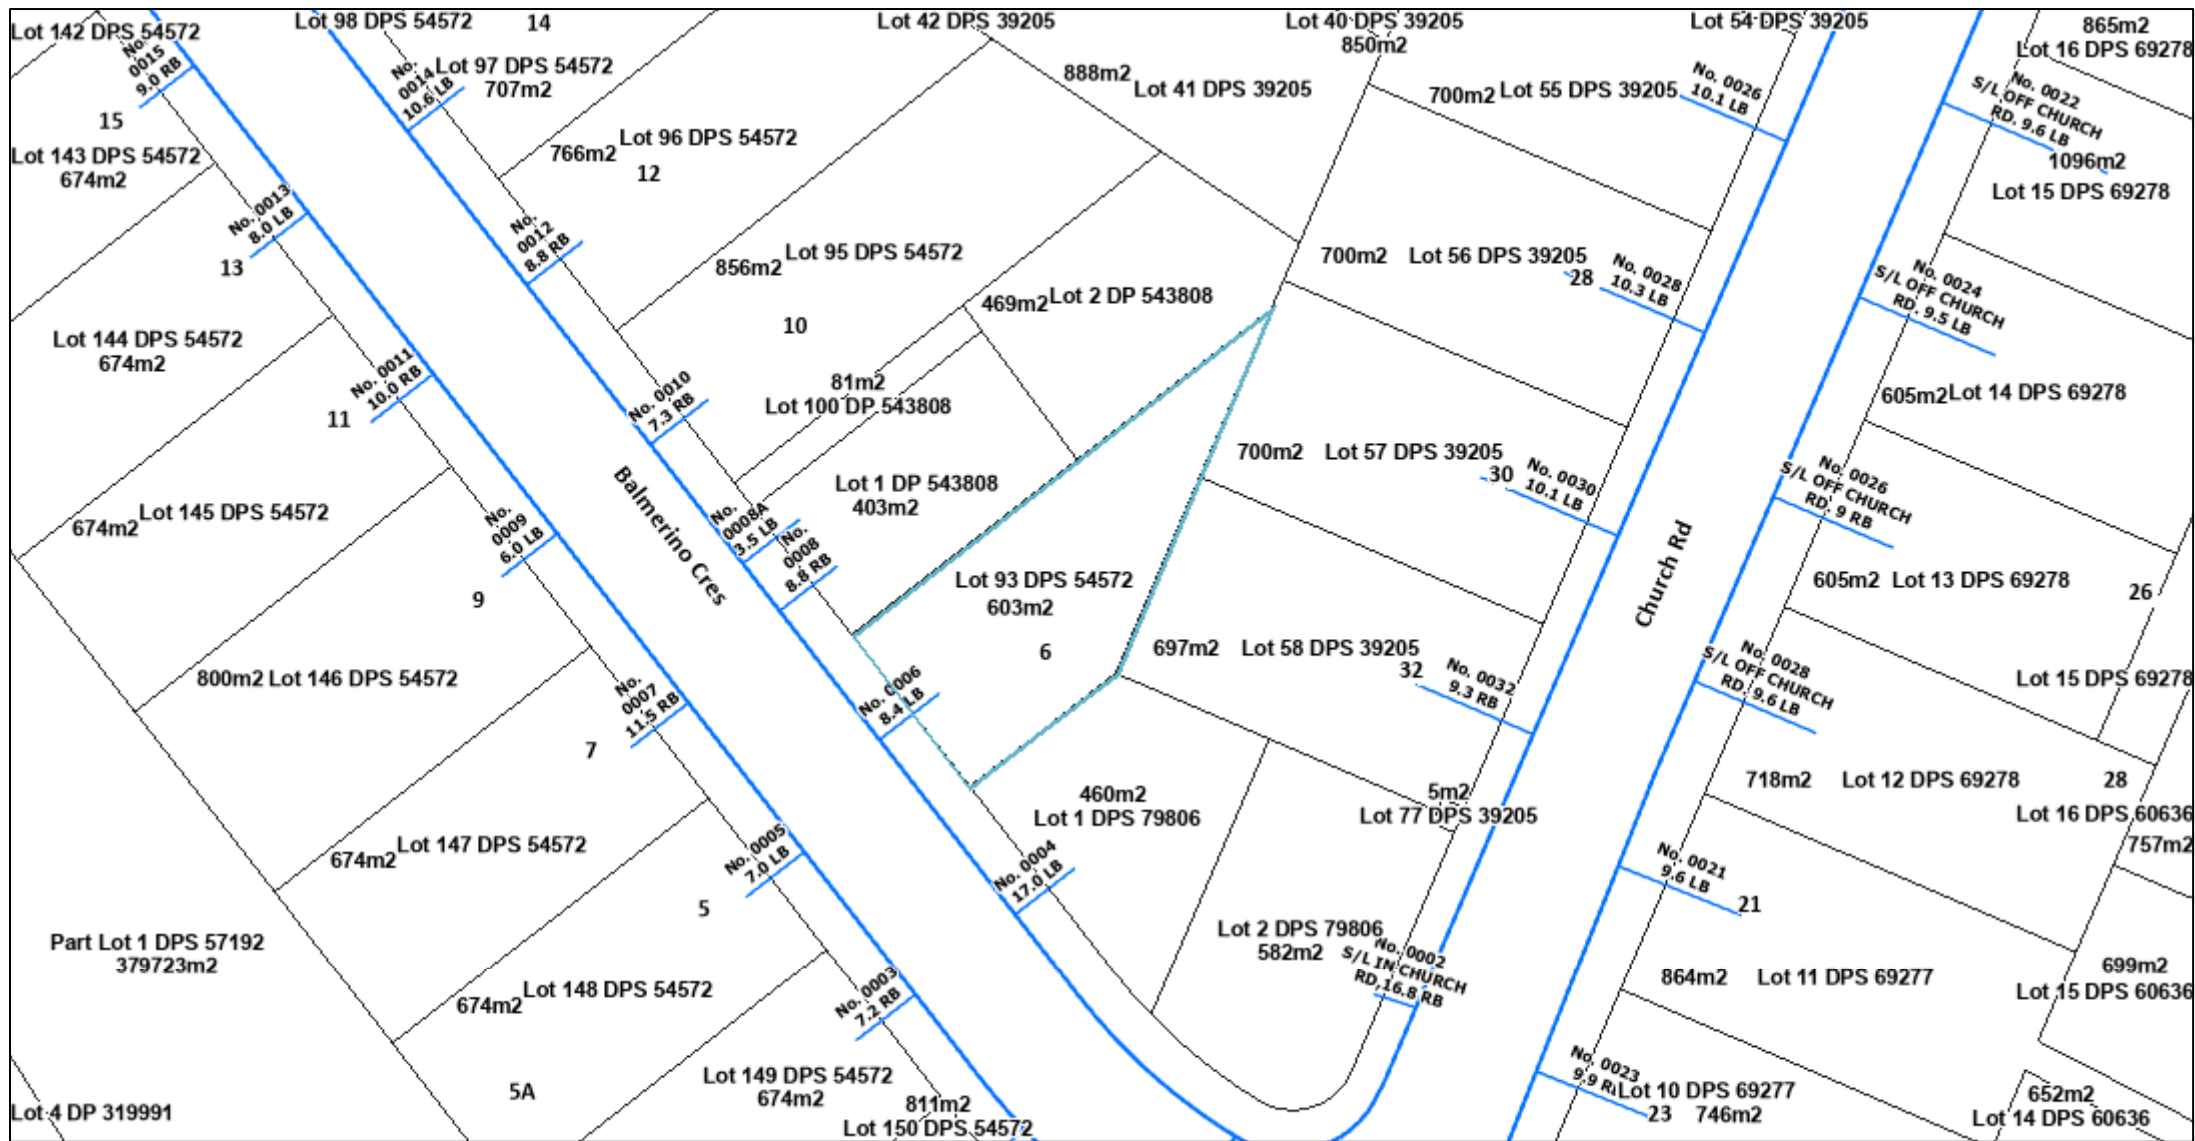 Lot 142 DPS 54572
Lot 98 DPS 54572
14
Lot 42 DPS 39205
Lot 40 DPS 39205
850m2
Lot 54 DPS 39205
865m2
Lot 16 DPS 69278
No.
0015
9.0 RB
15
No.
0014
10.6 LB
Lot 97 DPS 54572
707m2
888m2
Lot 41 DPS 39205
700m2 Lot 55 DPS 39205
No. 0026
10.1 LB
No. 0022
S/L OFF CHURCH
RD. 9.6 LB
1096m2
Lot 15 DPS 69278
Lot 143 DPS 54572
674m2
766m2 Lot 96 DPS 54572
12
No. 0013
8.0 LB
13
No.
0012
8.8 RB
856m2 Lot 95 DPS 54572
10
469m2 Lot 2 DP 543808
700m2 Lot 56 DPS 39205
28
No. 0028
10.3 LB
No. 0024
S/L OFF CHURCH
RD. 9.5 LB
Lot 144 DPS 54572
674m2
No. 0011
10.0 RB
11
No. 0010
7.3 RB
81m2
Lot 100 DP 543808
605m2 Lot 14 DPS 69278
674m2 Lot 145 DPS 54572
Balmerino Cres
Lot 1 DP 543808
403m2
700m2 Lot 57 DPS 39205
30
No. 0030
10.1 LB
No. 0026
S/L OFF CHURCH
RD. 9 RB
No.
0009
6.0 LB
9
No.
0008A
3.5 LB
No.
0008
8.8 RB
Lot 93 DPS 54572
603m2
6
Church Rd
605m2 Lot 13 DPS 69278
26
800m2 Lot 146 DPS 54572
No.
0007
11.5 RB
7
No. 0006
8.4 LB
697m2 Lot 58 DPS 39205
32
No. 0032
9.3 RB
No. 0028
S/L OFF CHURCH
RD. 9.6 LB
Lot 15 DPS 69278
460m2
Lot 1 DPS 79806
5m2
Lot 77 DPS 39205
718m2 Lot 12 DPS 69278
28
Lot 16 DPS 60636
757m2
674m2 Lot 147 DPS 54572
No. 0005
7.0 LB
5
No. 0004
17.0 LB
No. 0021
9.6 LB
21
Part Lot 1 DPS 57192
379723m2
Lot 2 DPS 79806
582m2
No. 0002
S/L IN CHURCH
RD. 16.8 RB
864m2 Lot 11 DPS 69277
699m2
Lot 15 DPS 60636
674m2 Lot 148 DPS 54572
No. 0003
7.2 RB
5A
Lot 149 DPS 54572
674m2
811m2
Lot 150 DPS 54572
No. 0023
9.9
Lot 10 DPS 69277
23 746m2
652m2
Lot 14 DPS 60636
Lot 4 DP 319991